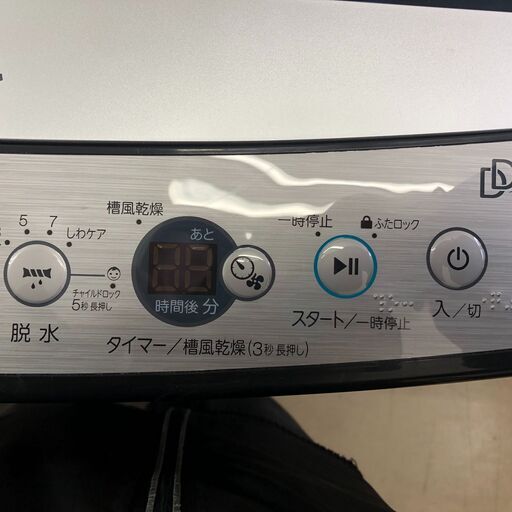 DD
槽風乾燥
あと
一時停止
ふたロック
5 7
しわケア
チャイルドロック
5秒長押し
時間後 分
脱水
タイマー/槽風乾燥(3秒長押し)
スタート/一時停止
入/切